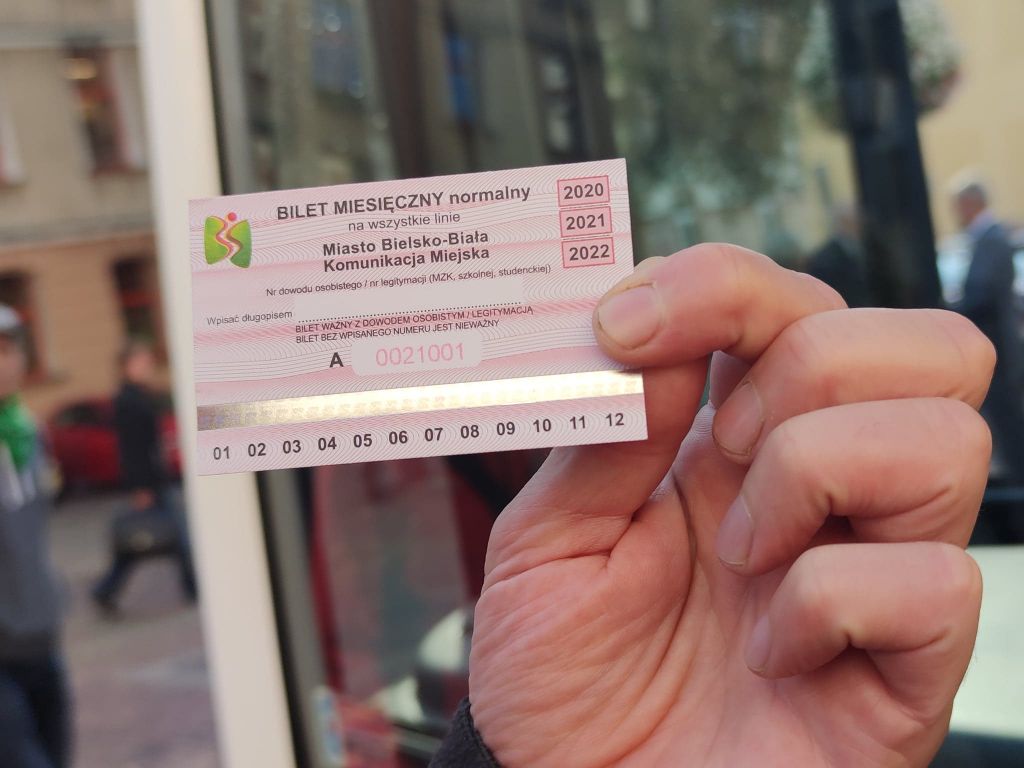 BILET MIESIĘCZNY normalny
na wszystkie linie
Miasto Bielsko-Biała
Komunikacja Miejska
2020
2021
2022
Nr dowodu osobistego / nr legitymacji (MZK, szkolnej, studenckiej)
Wpisać długopisem
BILET WAŻNY Z DOWODEM OSOBISTYM / LEGITYMACJĄ
BILET BEZ WPISANEGO NUMERU JEST NIEWAŻNY
A 0021001
01 02 03 04 05 06 07 08 09 10 11 12